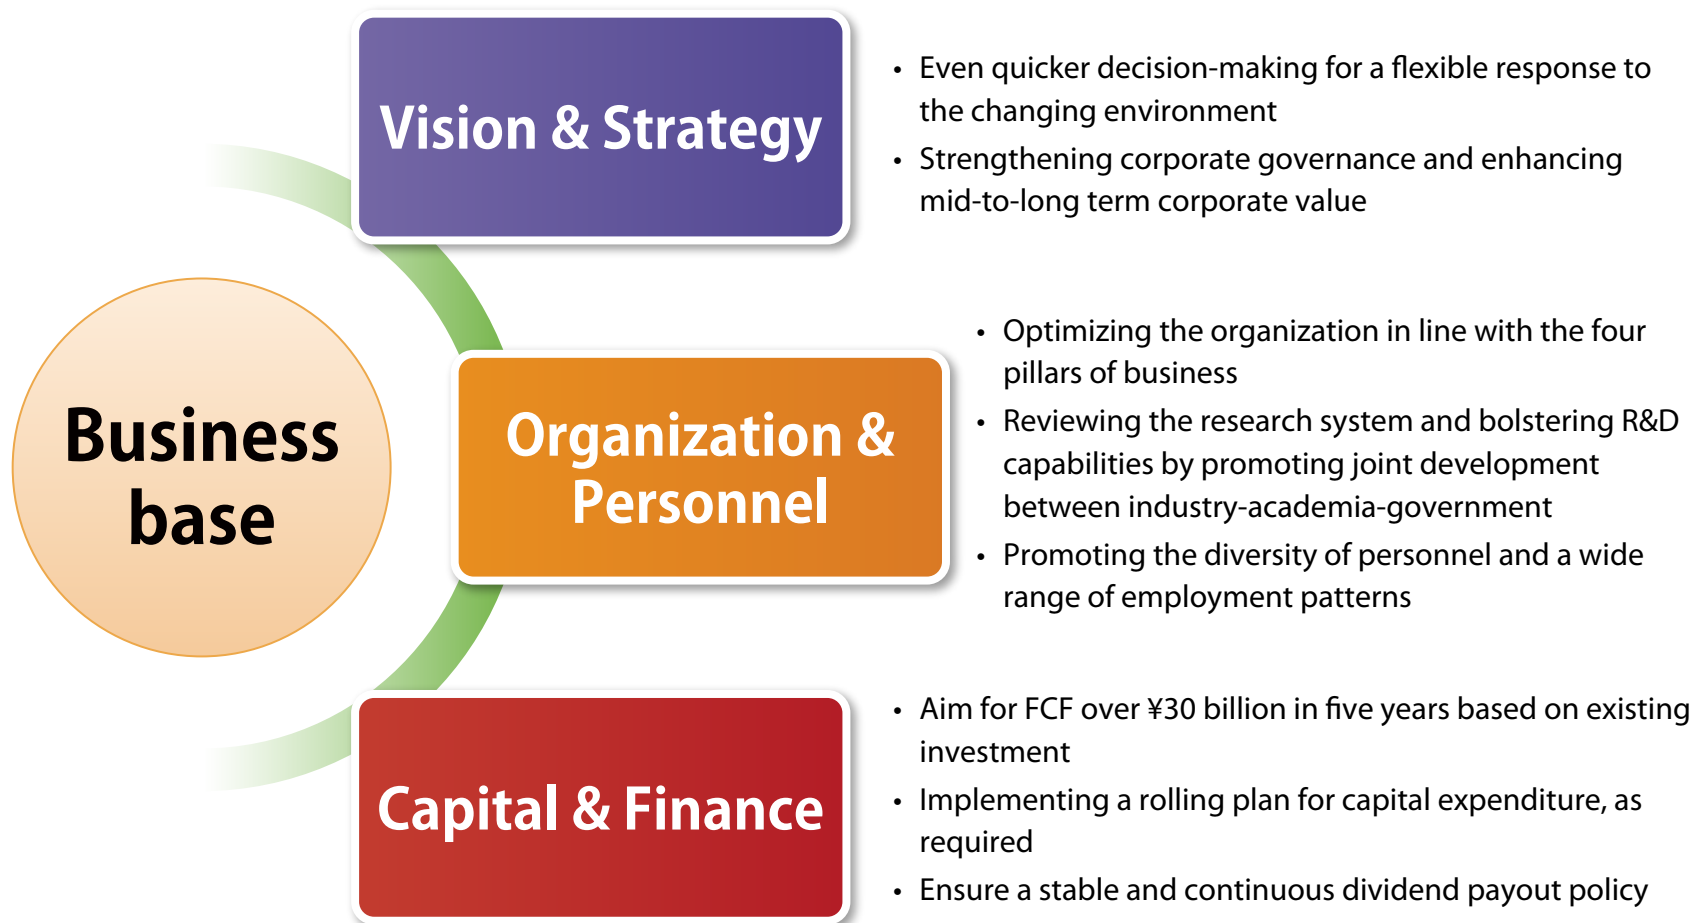 Vision & Strategy
• Even quicker decision-making for a flexible response to
the changing environment
• Strengthening corporate governance and enhancing
mid-to-long term corporate value
Business
base
Organization &
Personnel
• Optimizing the organization in line with the four
pillars of business
• Reviewing the research system and bolstering R&D
capabilities by promoting joint development
between industry-academia-government
• Promoting the diversity of personnel and a wide
range of employment patterns
Capital & Finance
• Aim for FCF over ¥30 billion in five years based on existing
investment
• Implementing a rolling plan for capital expenditure, as
required
• Ensure a stable and continuous dividend payout policy